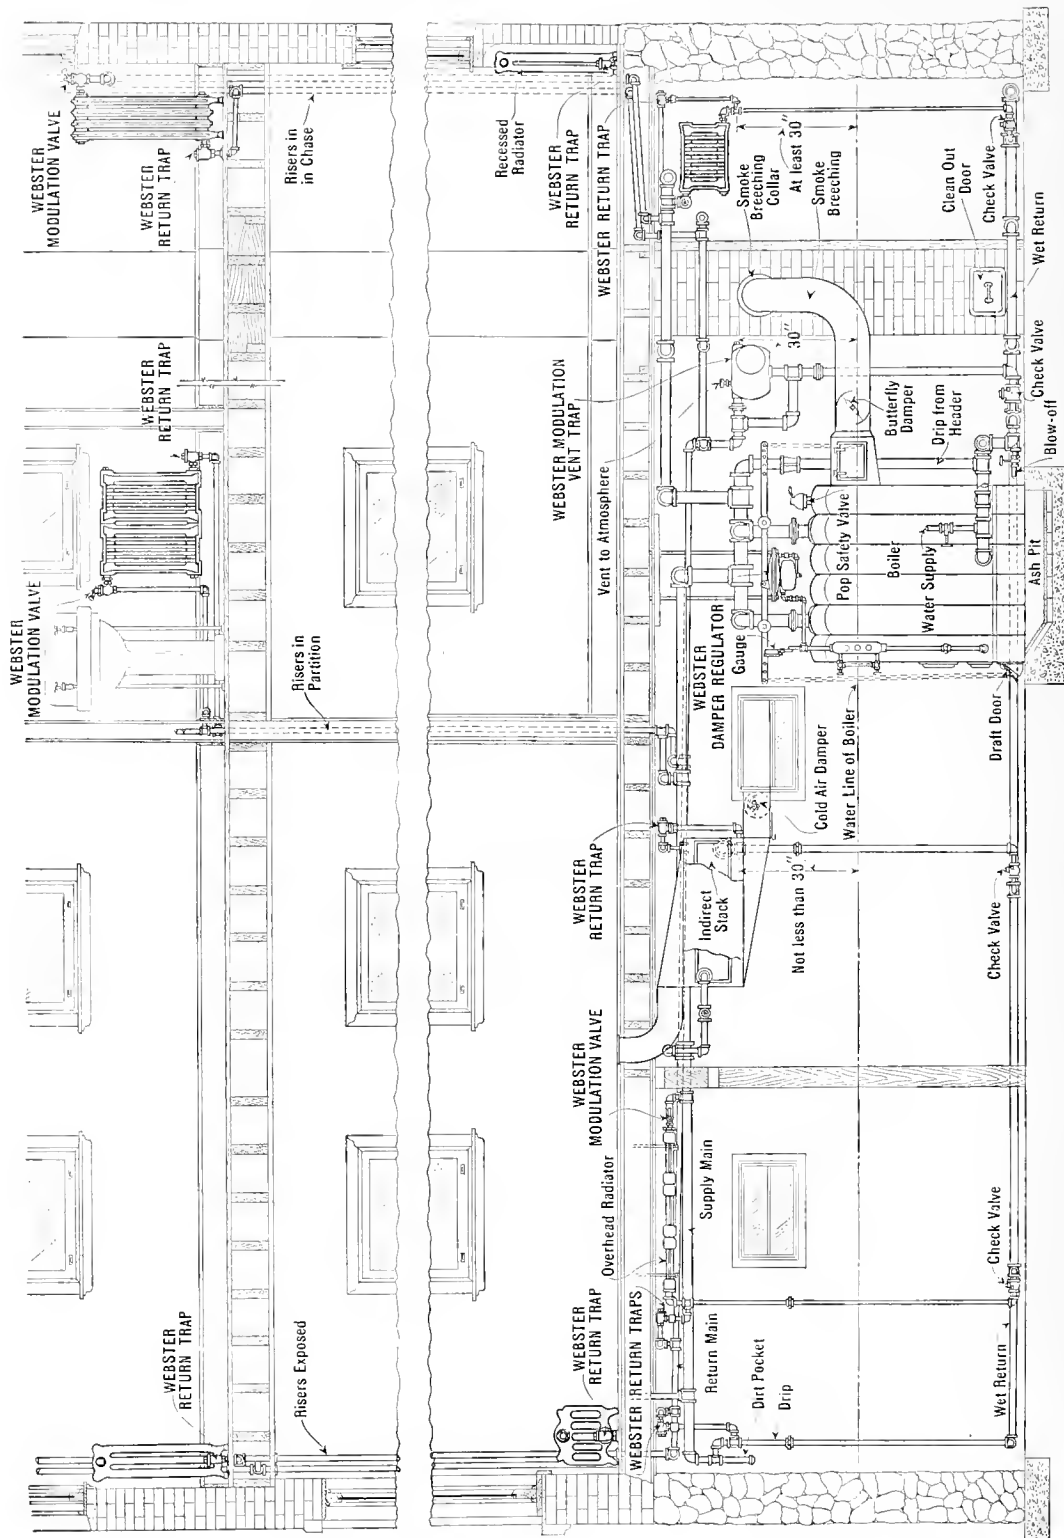 WEBSTER
RETURN TRAP
WEBSTER
MODULATION VALVE
WEBSTER
RETURN TRAP
WEBSTER
MODULATION VALVE
WEBSTER
RETURN TRAP
Risers Exposed
Risers in
Partition
Risers in
in Chase
Recessed
Radiator
WEBSTER
RETURN TRAP
WEBSTER
RETURN TRAP
WEBSTER
RETURN TRAP
WEBSTER MODULATION
VENT TRAP
WEBSTER RETURN TRAP
WEBSTER RETURN TRAPS
Overhead Radiator
WEBSTER
MODULATION VALVE
Vent to Atmosphere
Return Main
Supply Main
Indirect
Stack
WEBSTER
DAMPER REGULATOR
Gauge
Smoke
Breeching
Collar
At least 30"
Smoke
Breeching
30"
Dirt Pocket
Drip
Not less than 30"
Cold Air Damper
Water Line of Boiler
Pop Safety Valve
Boiler
Water Supply
Butterfly
Damper
Drip from
Header
Clean Out
Door
Check Valve
Wet Return
Check Valve
Check Valve
Draft Door
Ash Pit
Blow-off
Check Valve
Wet Return